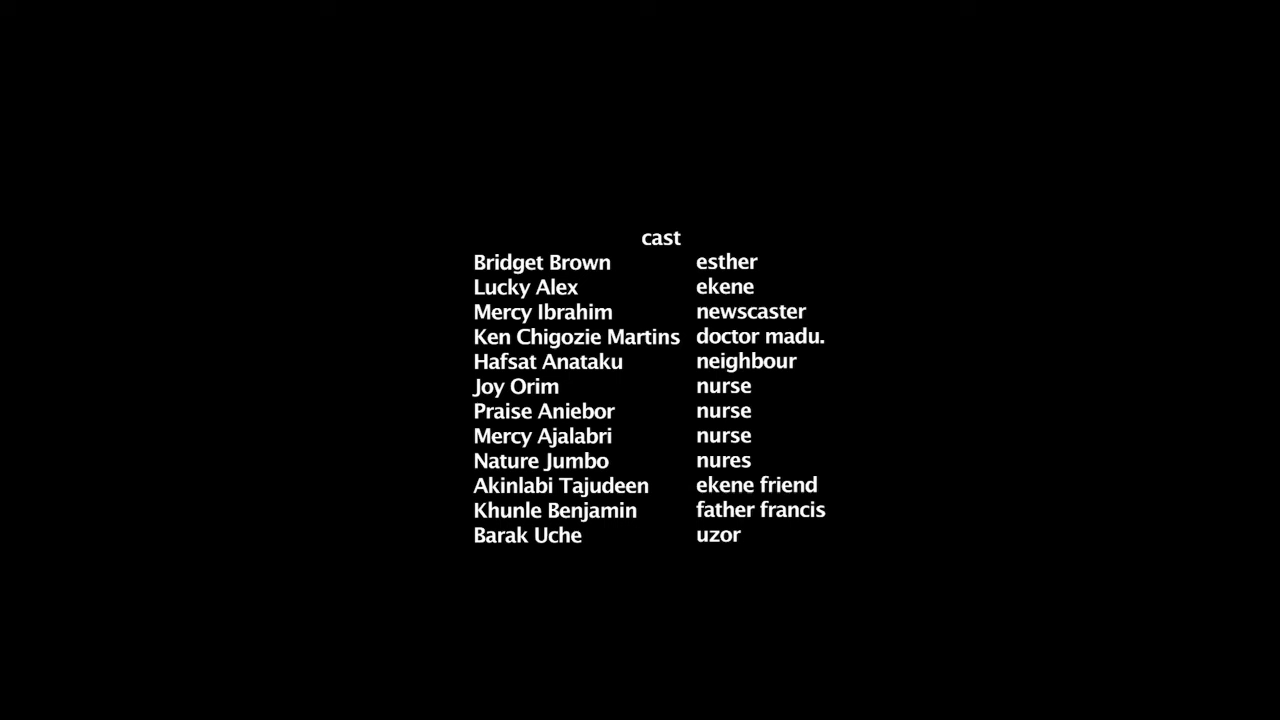 cast
Bridget Brown esther
Lucky Alex ekene
Mercy Ibrahim newscaster
Ken Chigozie Martins doctor madu.
Hafsat Anataku neighbour
Joy Orim nurse
Praise Aniebor nurse
Mercy Ajalabri nurse
Nature Jumbo nures
Akinlabi Tajudeen ekene friend
Khunle Benjamin father francis
Barak Uche uzor